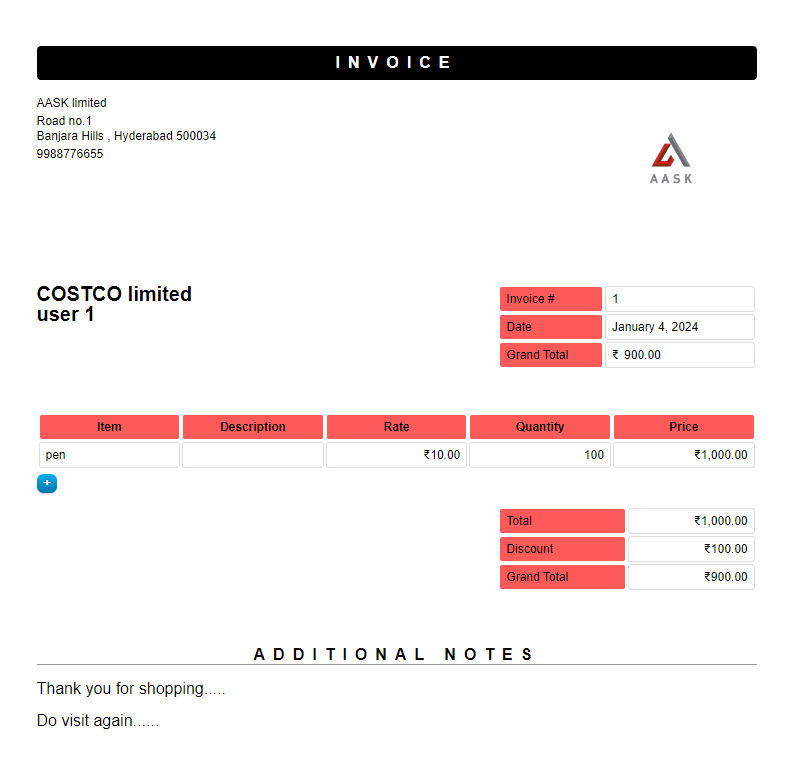 INVOICE
AASK limited
Road no.1
Banjara Hills , Hyderabad 500034
9988776655
AASK
COSTCO limited
user 1
Invoice # 1
Date January 4, 2024
Grand Total ₹ 900.00
Item Description Rate Quantity Price
pen ₹10.00 100 ₹1,000.00
+
Total ₹1,000.00
Discount ₹100.00
Grand Total ₹900.00
ADDITIONAL NOTES
Thank you for shopping.....
Do visit again......